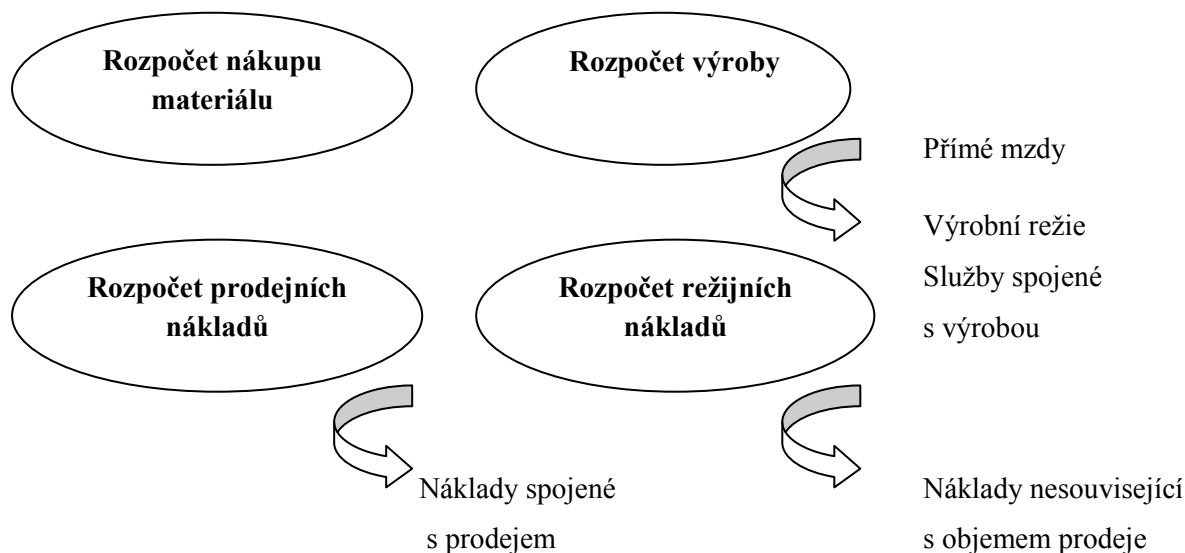 Rozpočet nákupu
materiálu
Rozpočet výroby
Přímé mzdy
Výrobní režie
Služby spojené
s výrobou
Rozpočet prodejních
nákladů
Rozpočet režijních
nákladů
Náklady spojené
s prodejem
Náklady nesouvisející
s objemem prodeje